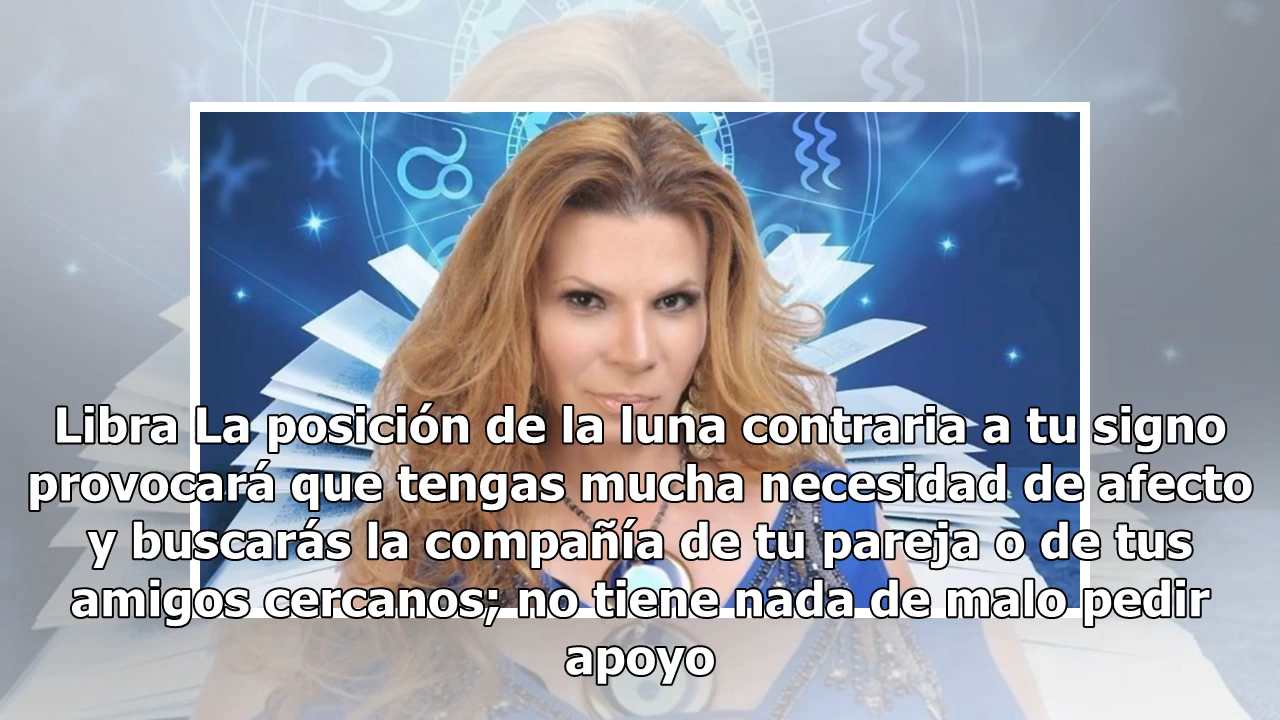 Libra La posición de la luna contraria a tu signo
provocará que tengas mucha necesidad de afecto
y buscarás la compañía de tu pareja o de tus
amigos cercanos; no tiene nada de malo pedir
apoyo